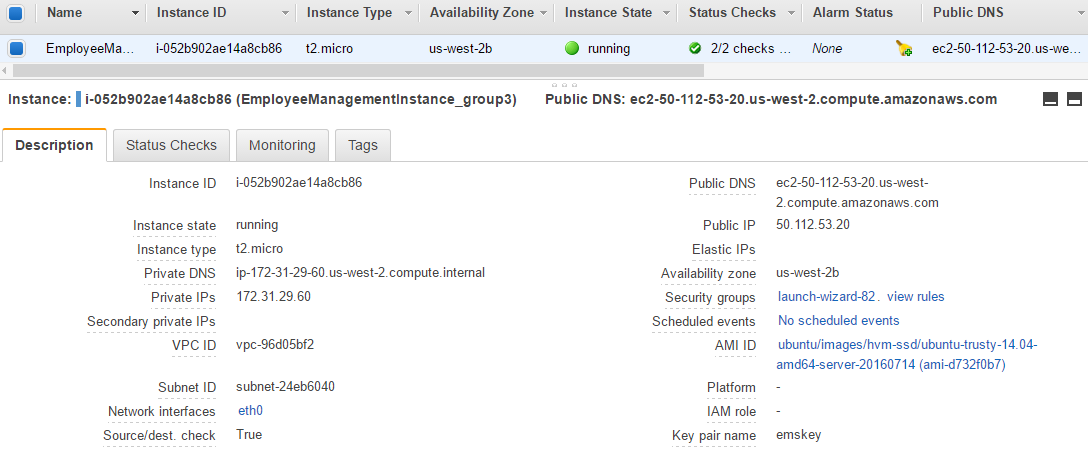 Name Instance ID Instance Type Availability Zone Instance State Status Checks Alarm Status Public DNS
EmployeeMa... i-052b902ae14a8cb86 t2.micro us-west-2b running 2/2 checks ... None ec2-50-112-53-20.us-we...
Instance: i-052b902ae14a8cb86 (EmployeeManagementInstance_group3) Public DNS: ec2-50-112-53-20.us-west-2.compute.amazonaws.com
Description Status Checks Monitoring Tags
Instance ID i-052b902ae14a8cb86 Public DNS ec2-50-112-53-20.us-west-
2.compute.amazonaws.com
Instance state running Public IP 50.112.53.20
Instance type t2.micro Elastic IPs
Private DNS ip-172-31-29-60.us-west-2.compute.internal Availability zone us-west-2b
Private IPs 172.31.29.60 Security groups launch-wizard-82. view rules
Secondary private IPs Scheduled events No scheduled events
VPC ID vpc-96d05bf2 AMI ID ubuntu/images/hvm-ssd/ubuntu-trusty-14.04-
amd64-server-20160714 (ami-d732f0b7)
Subnet ID subnet-24eb6040 Platform -
Network interfaces eth0 IAM role -
Source/dest. check True Key pair name emskey